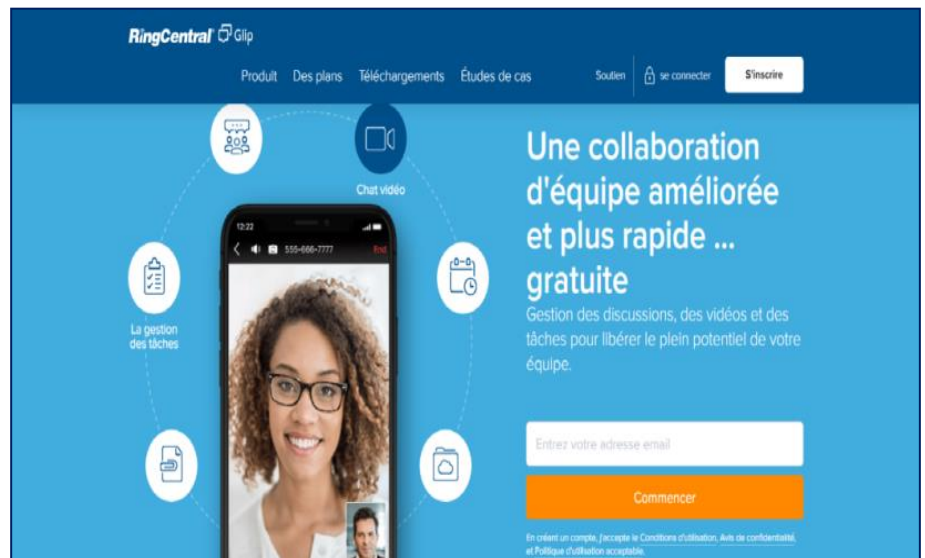 RingCentral Glip
Produit Des plans Téléchargements Études de cas Soutien se connecter S'inscrire
Chat vidéo
12:22
555-666-7777 End
La gestion
des tâches
Une collaboration
d'équipe améliorée
et plus rapide ...
gratuite
Gestion des discussions, des vidéos et des
tâches pour libérer le plein potentiel de votre
équipe.
Entrez votre adresse email
Commencer
En créant un compte, j'accepte le Conditions d'utilisation, Avis de confidentialité,
et Politique d'utilisation acceptable.